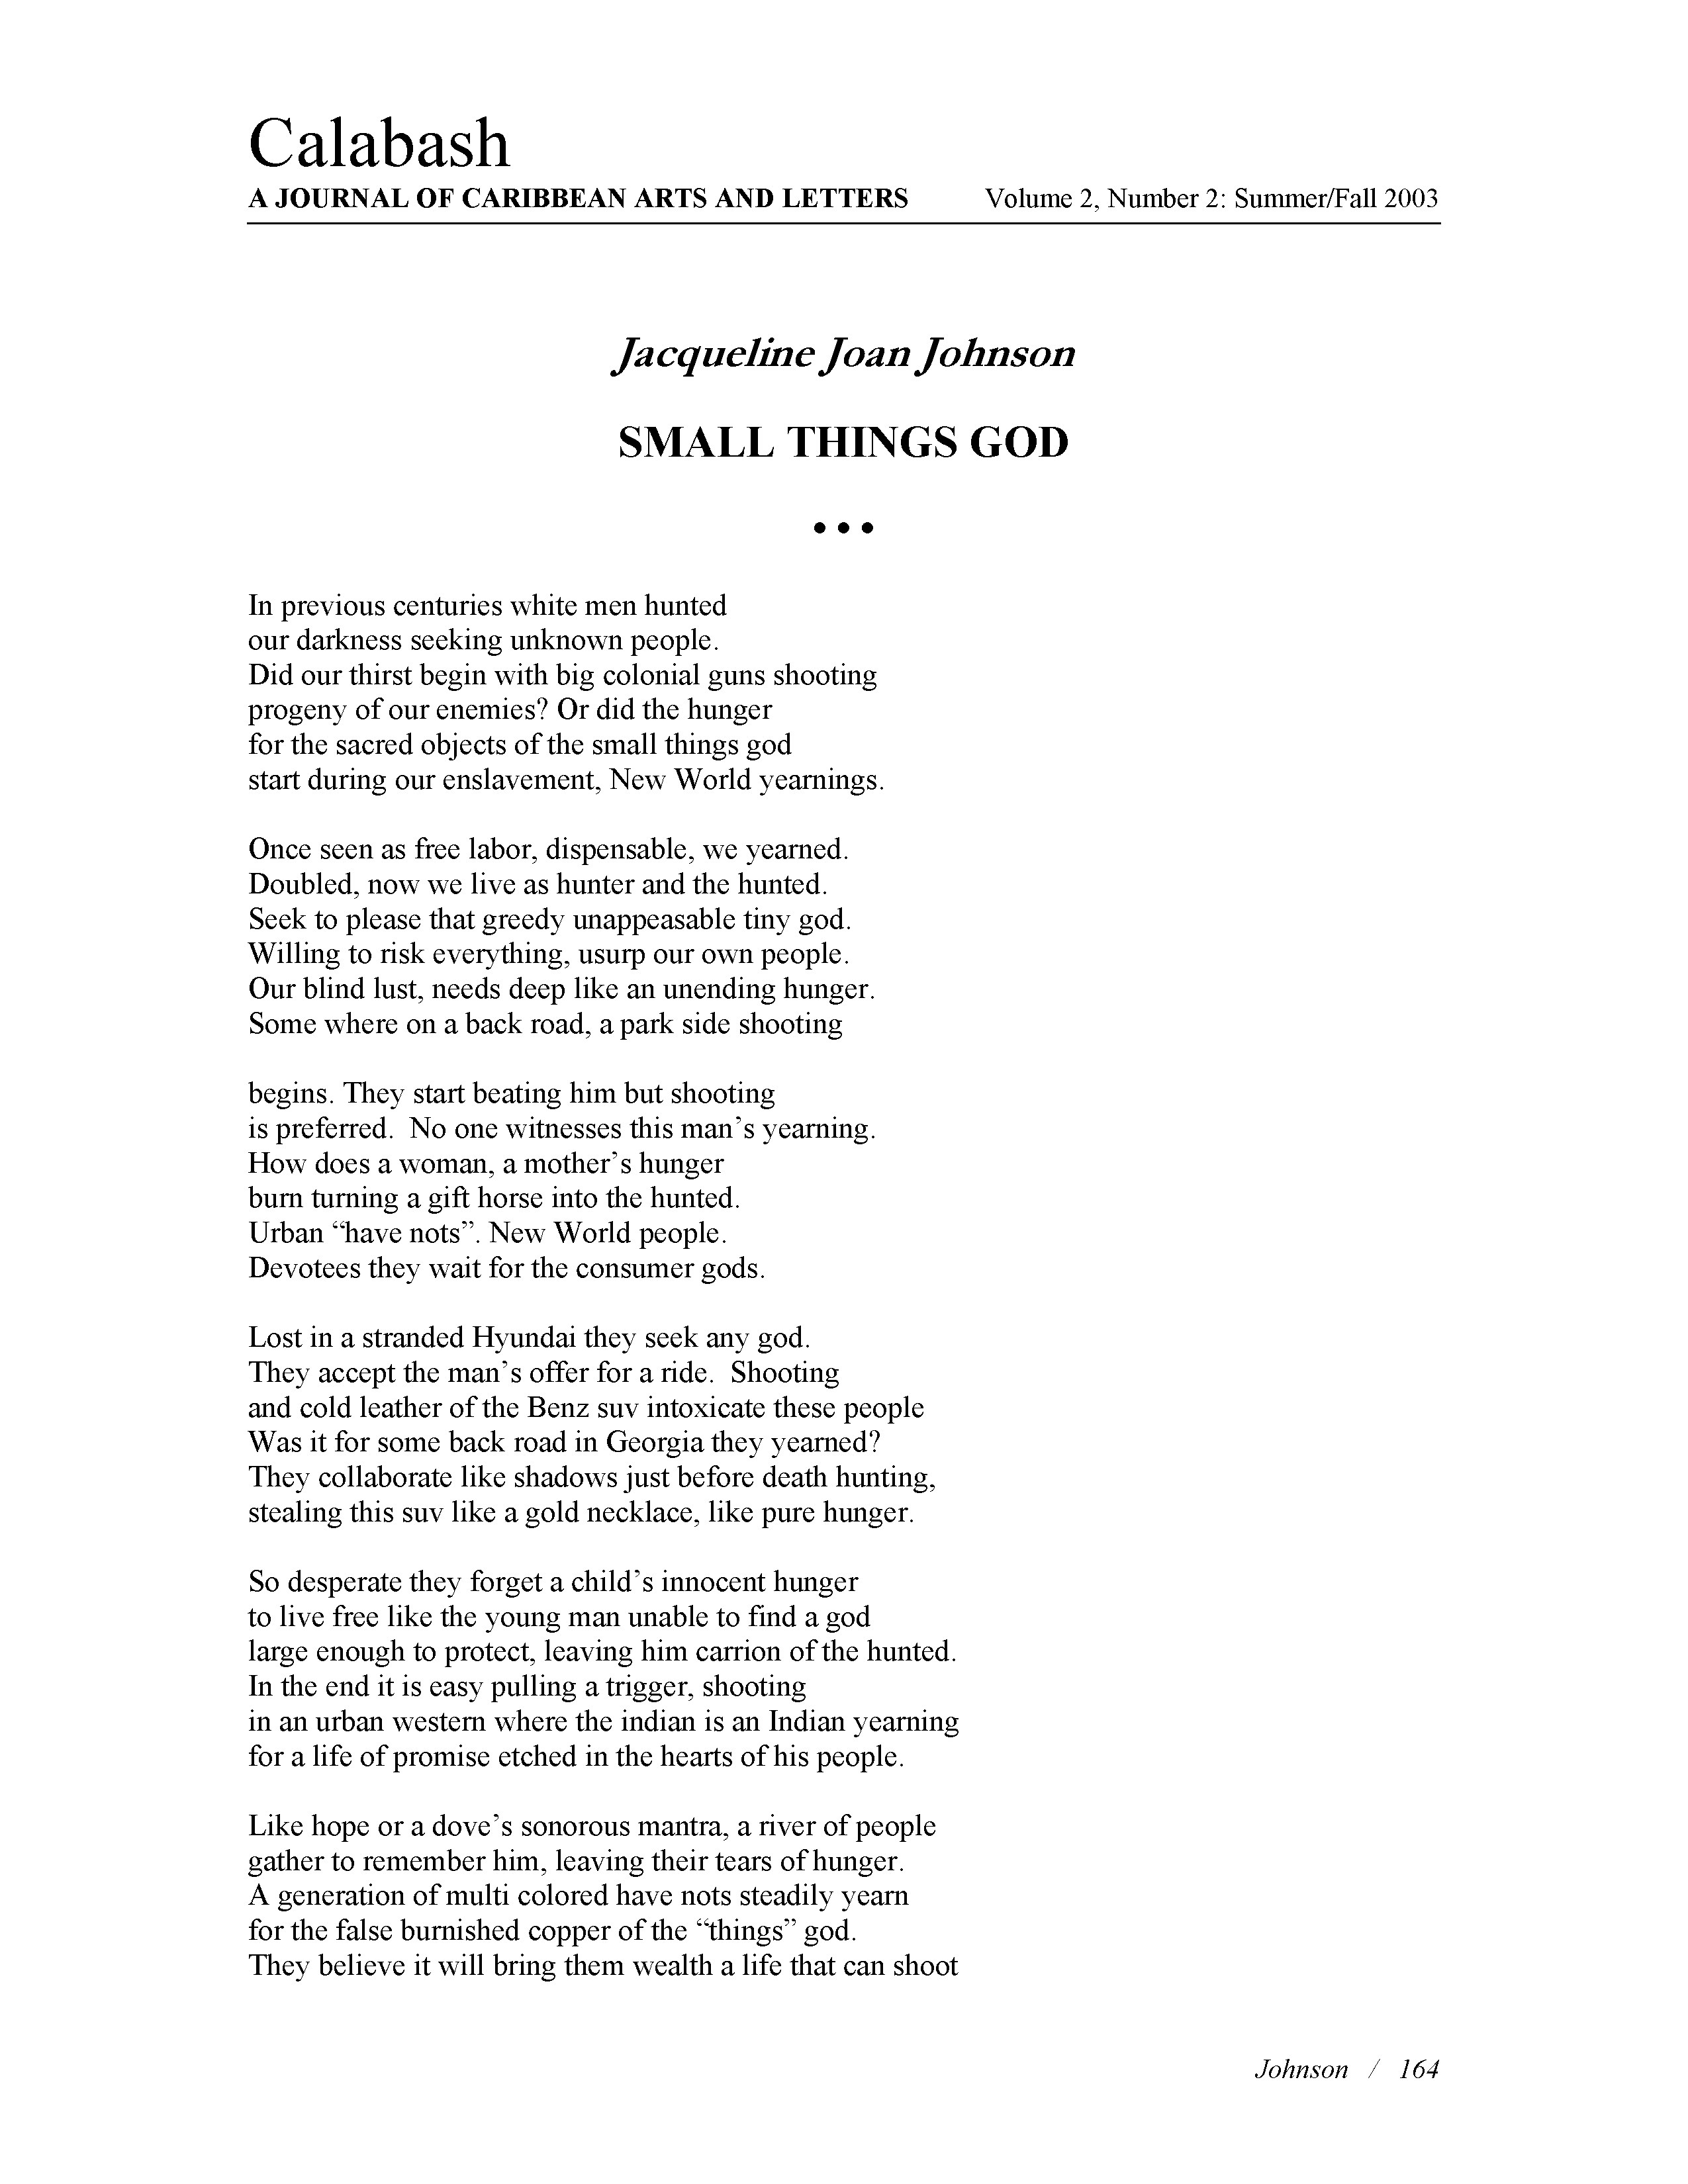 Calabash
A JOURNAL OF CARIBBEAN ARTS AND LETTERS Volume 2, Number 2: Summer/Fall 2003
Jacqueline Joan Johnson
SMALL THINGS GOD
• • •
In previous centuries white men hunted
our darkness seeking unknown people.
Did our thirst begin with big colonial guns shooting
progeny of our enemies? Or did the hunger
for the sacred objects of the small things god
start during our enslavement, New World yearnings.
Once seen as free labor, dispensable, we yearned.
Doubled, now we live as hunter and the hunted.
Seek to please that greedy unappeasable tiny god.
Willing to risk everything, usurp our own people.
Our blind lust, needs deep like an unending hunger.
Some where on a back road, a park side shooting
begins. They start beating him but shooting
is preferred.  No one witnesses this man’s yearning.
How does a woman, a mother’s hunger
burn turning a gift horse into the hunted.
Urban “have nots”. New World people.
Devotees they wait for the consumer gods.
Lost in a stranded Hyundai they seek any god.
They accept the man’s offer for a ride.  Shooting
and cold leather of the Benz suv intoxicate these people
Was it for some back road in Georgia they yearned?
They collaborate like shadows just before death hunting,
stealing this suv like a gold necklace, like pure hunger.
So desperate they forget a child’s innocent hunger
to live free like the young man unable to find a god
large enough to protect, leaving him carrion of the hunted.
In the end it is easy pulling a trigger, shooting
in an urban western where the indian is an Indian yearning
for a life of promise etched in the hearts of his people.
Like hope or a dove’s sonorous mantra, a river of people
gather to remember him, leaving their tears of hunger.
A generation of multi colored have nots steadily yearn
for the false burnished copper of the “things” god.
They believe it will bring them wealth a life that can shoot
Johnson / 164